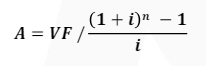 A = VF / (1 + i)ⁿ − 1
i